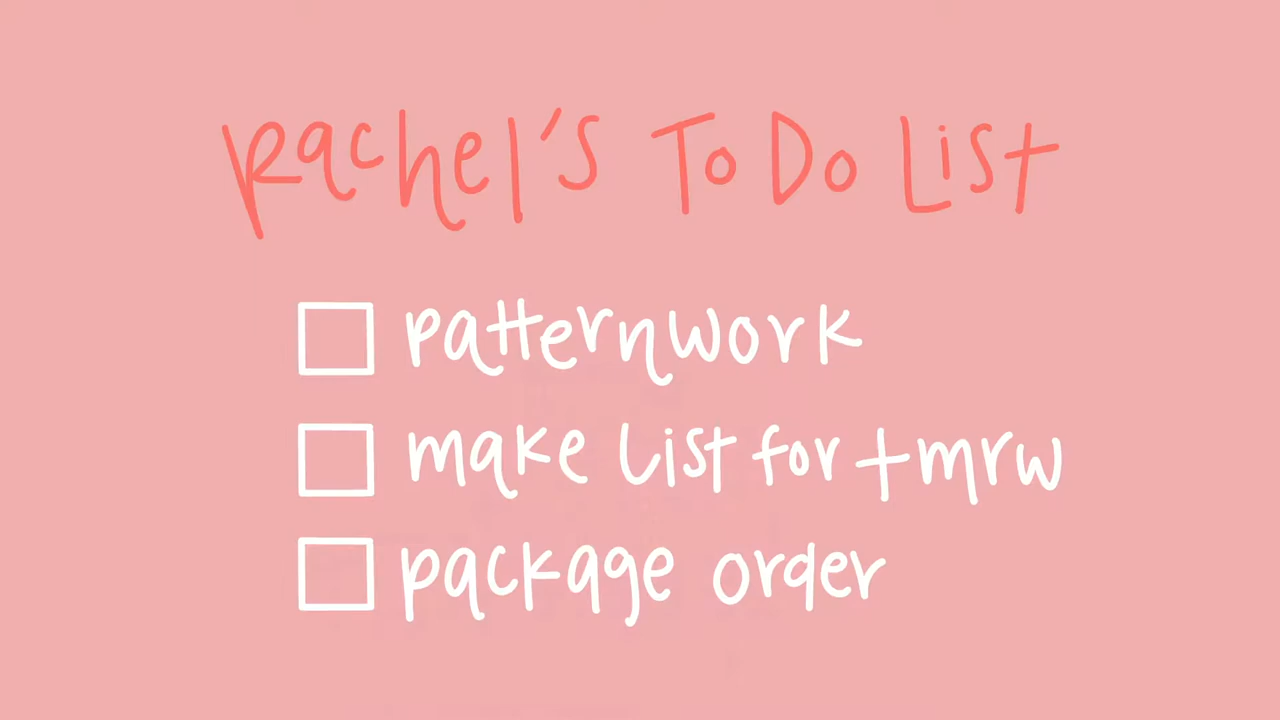 rachel's To Do List
patternwork
make list for tmrw
package order